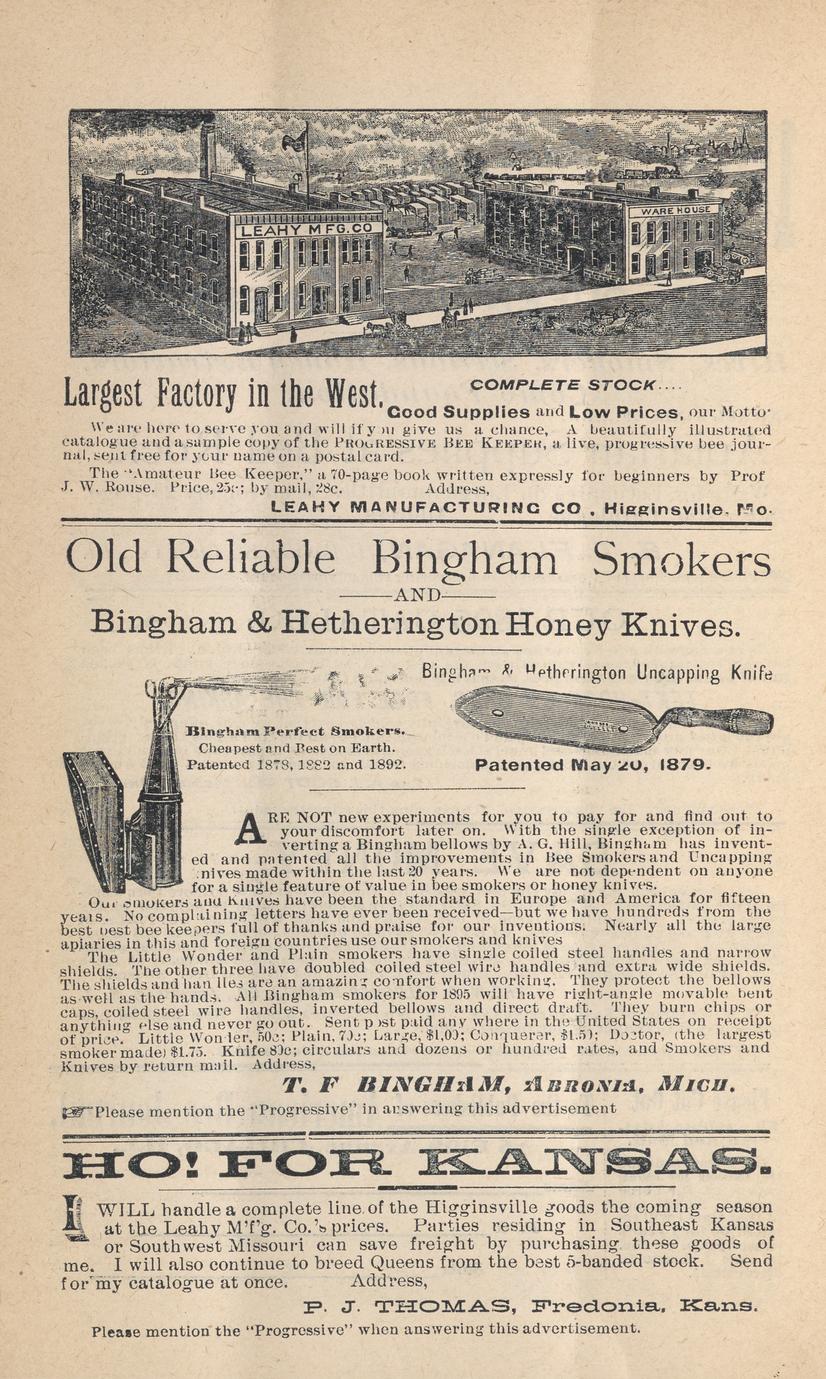 LEAHY MFG.CO
WARE HOUSE
Largest Factory in the West.
COMPLETE STOCK....
Good Supplies and Low Prices, our Motto.
We are here to serve you and will if you give us a chance, A beautifully illustrated
catalogue and a sample copy of the PROGRESSIVE BEE KEEPER, a live, progressive bee jour-
nal, sent free for your name on a postal card.
The "Amateur Bee Keeper," a 70-page book written expressly for beginners by Prof
J. W. Rouse. Price, 25c; by mail, 28c. Address,
LEAHY MANUFACTURING CO., Higginsville. Mo.
Old Reliable Bingham Smokers
AND
Bingham & Hetherington Honey Knives.
Bingham & Hetherington Uncapping Knife
Bingham Perfect Smokers.
Cheapest and Best on Earth.
Patented 1878, 1882 and 1892.
Patented May 20, 1879.
ARE NOT new experiments for you to pay for and find out to
your discomfort later on. With the single exception of in-
verting a Bingham bellows by A. G. Hill, Bingham has invent-
ed and patented all the improvements in Bee Smokers and Uncapping
nives made within the last 20 years. We are not dependent on anyone
for a single feature of value in bee smokers or honey knives.
Our smokers and Knives have been the standard in Europe and America for fifteen
years. No complaining letters have ever been received—but we have hundreds from the
best best bee keepers full of thanks and praise for our inventions. Nearly all the large
apiaries in this and foreign countries use our smokers and knives
The Little Wonder and Plain smokers have single coiled steel handles and narrow
shields. The other three have doubled coiled steel wire handles and extra wide shields.
The shields and handles are an amazing comfort when working. They protect the bellows
as well as the hands. All Bingham smokers for 1895 will have right-angle movable bent
caps, coiled steel wire handles, inverted bellows and direct draft. They burn chips or
anything else and never go out. Sent post paid any where in the United States on receipt
of price. Little Wonder, 50c; Plain, 70c; Large, $1,00; Conquerer, $1.50; Doctor, (the largest
smoker made) $1.75. Knife 80c; circulars and dozens or hundred rates, and Smokers and
Knives by return mail. Address,
T. F BINGHAM, ABRONIA, MICH.
☞Please mention the "Progressive" in answering this advertisement
HO! FOR KANSAS.
I WILL handle a complete line of the Higginsville goods the coming season
at the Leahy M'f'g. Co.'s prices. Parties residing in Southeast Kansas
or Southwest Missouri can save freight by purchasing these goods of
me. I will also continue to breed Queens from the best 5-banded stock. Send
for my catalogue at once. Address,
P. J. THOMAS, Fredonia, Kans.
Please mention the "Progressive" when answering this advertisement.